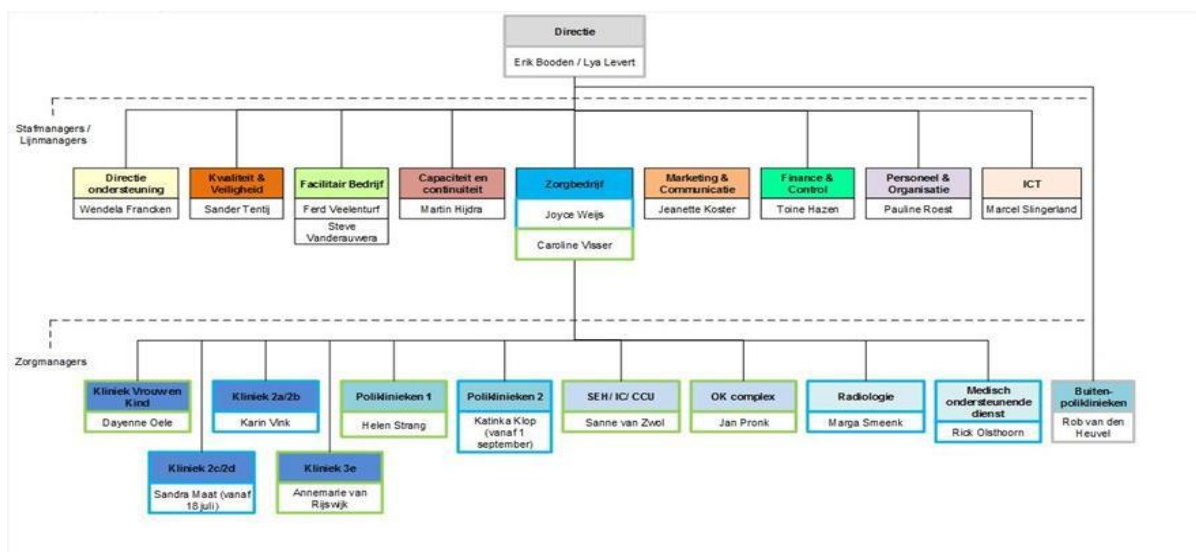 Directie
Erik Booden / Lya Levert
Stafmanagers /
Lijnmanagers
Directie
ondersteuning
Wendela Francken
Kwaliteit &
Veiligheid
Sander Tentij
Facilitair Bedrijf
Ferd Veelenturf
Steve
Vanderauwera
Capaciteit en
continuiteit
Martin Hijdra
Zorgbedrijf
Joyce Weijs
Caroline Visser
Marketing &
Communicatie
Jeanette Koster
Finance &
Control
Toine Hazen
Personeel &
Organisatie
Pauline Roest
ICT
Marcel Slingerland
Zorgmanagers
Kliniek Vrouw en
Kind
Dayenne Oele
Kliniek 2a/2b
Karin Vink
Poliklinieken 1
Helen Strang
Poliklinieken 2
Katinka Klop
(vanaf 1
september)
SEH/ IC/ CCU
Sanne van Zwol
OK complex
Jan Pronk
Radiologie
Marga Smeenk
Medisch
ondersteunende
dienst
Rick Olsthoorn
Buiten-
poliklinieken
Rob van den
Heuvel
Kliniek 2c/2d
Sandra Maat (vanaf
18 juli)
Kliniek 3e
Annemarie van
Rijswijk